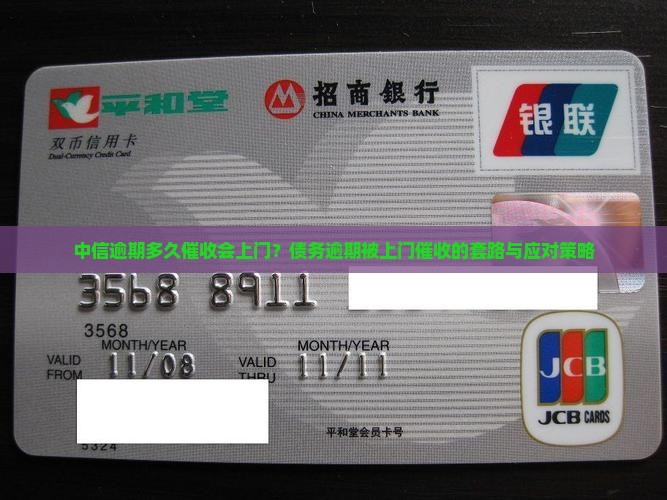 平和堂
双币信用卡
Dual-Currency Credit Card
招商银行
CHINA MERCHANTS BANK
银联
中信逾期多久催收会上门？债务逾期被上门催收的套路与应对策略
3568 8911
3568
MONTH/YEAR
MONTH/YEAR
VALID FROM
11/08
VALID THRU
11/11
JCB
JCB CARDS
平和堂会员卡号
5324